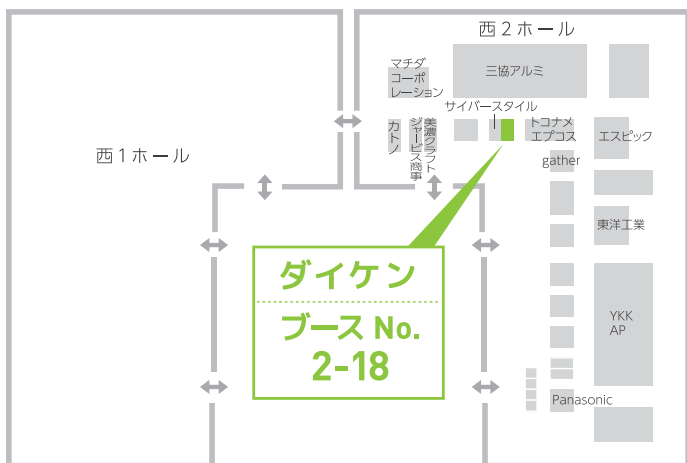 西2ホール
マチダ
コーポ
レーション
三協アルミ
サイバースタイル
カトノ
ジャービス商事
美濃クラフト
トコナメ
エプコス
エスビック
西1ホール
gather
東洋工業
ダイケン
ブース No.
2-18
YKK
AP
Panasonic